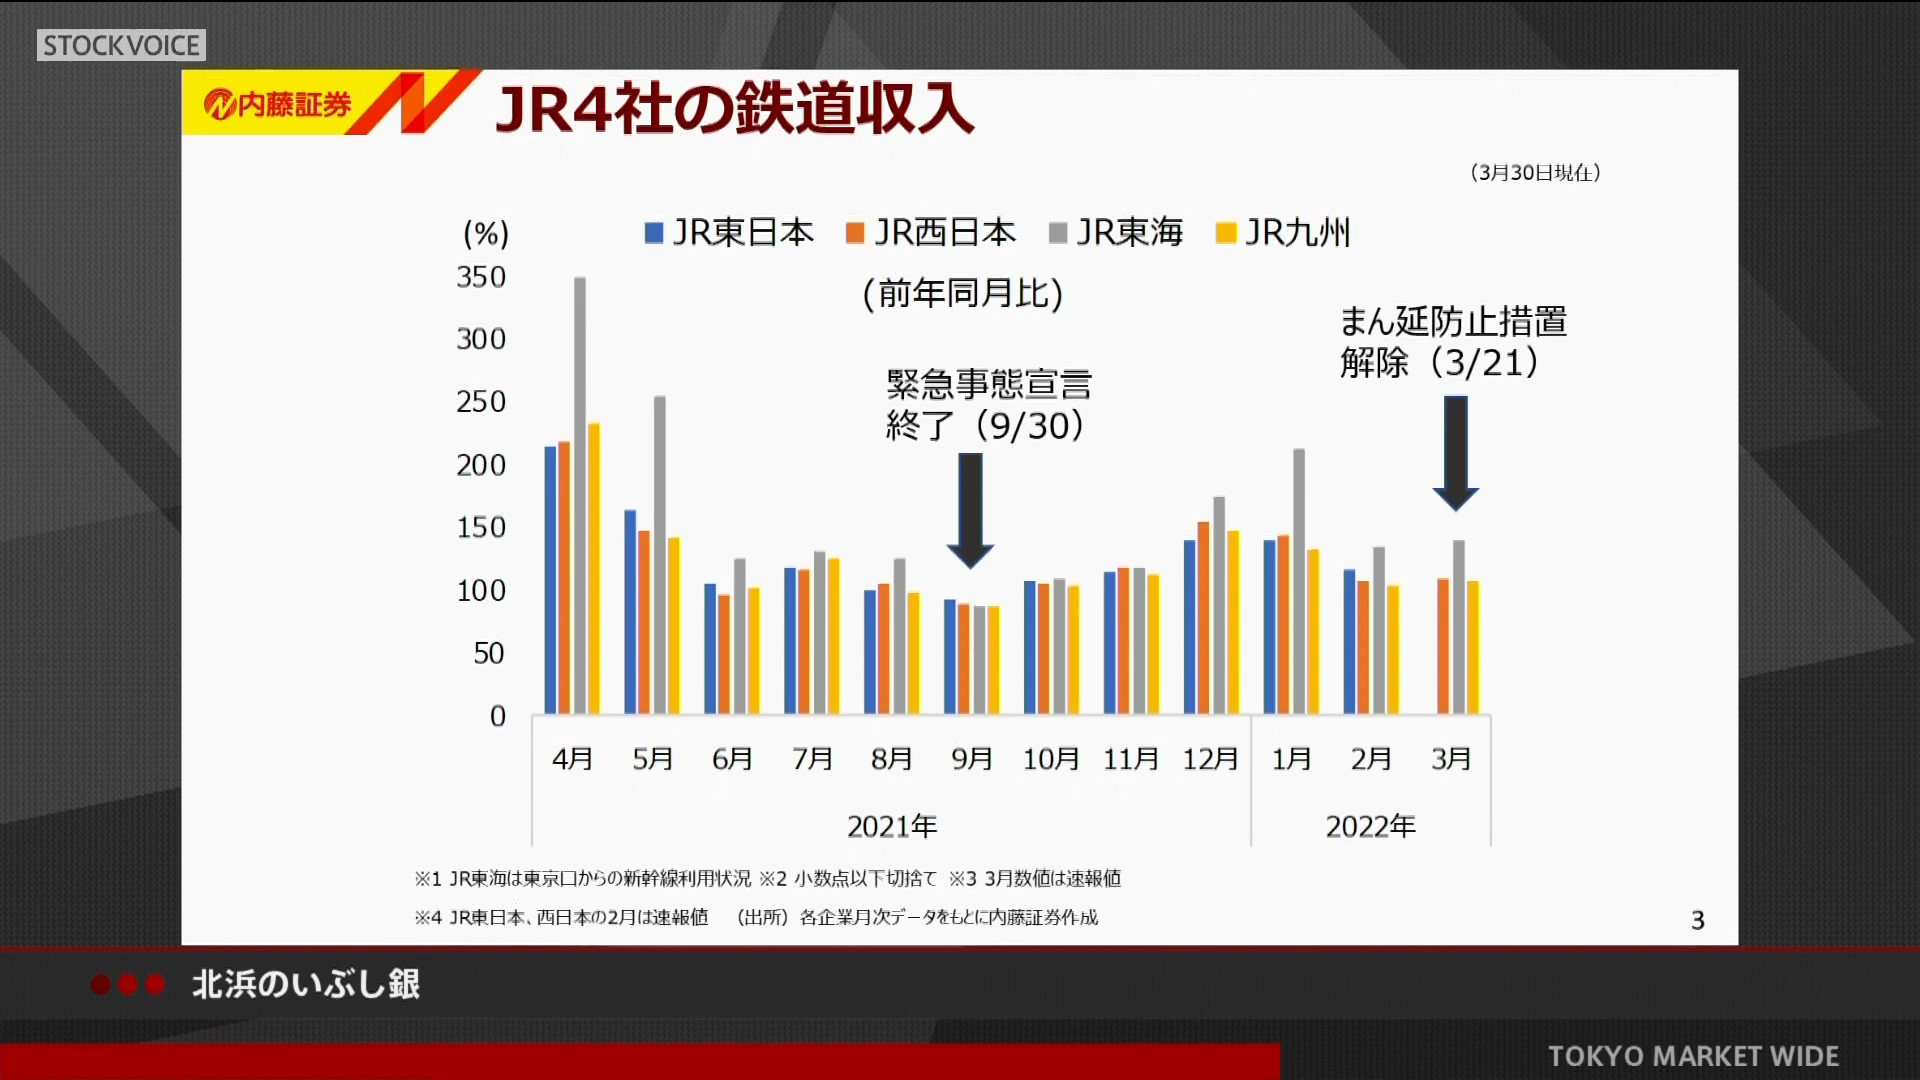 STOCKVOICE
内藤証券
JR4社の鉄道収入
（3月30日現在）
(%)
JR東日本 JR西日本 JR東海 JR九州
(前年同月比)
350
300
250
200
150
100
50
0
緊急事態宣言
終了（9/30）
まん延防止措置
解除（3/21）
4月 5月 6月 7月 8月 9月 10月 11月 12月 1月 2月 3月
2021年 2022年
※1 JR東海は東京口からの新幹線利用状況 ※2 小数点以下切捨て ※3 3月数値は速報値
※4 JR東日本、西日本の2月は速報値 （出所）各企業月次データをもとに内藤証券作成
3
北浜のいぶし銀
TOKYO MARKET WIDE